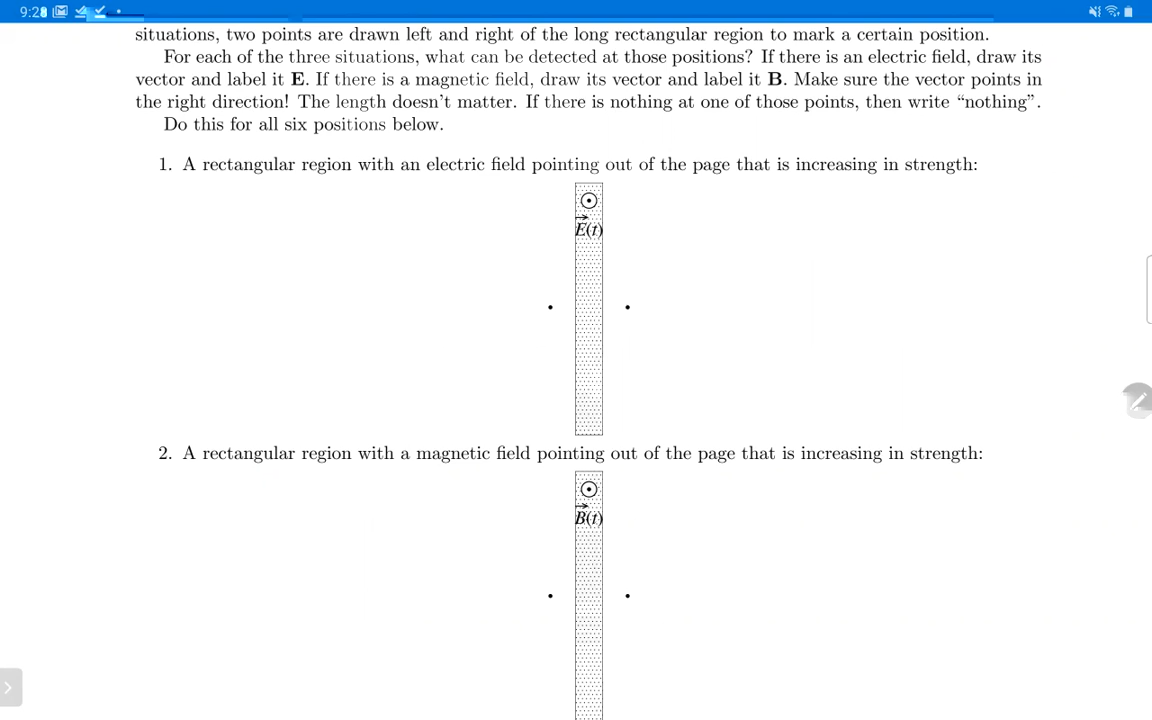 9:28
situations, two points are drawn left and right of the long rectangular region to mark a certain position.
For each of the three situations, what can be detected at those positions? If there is an electric field, draw its
vector and label it E. If there is a magnetic field, draw its vector and label it B. Make sure the vector points in
the right direction! The length doesn’t matter. If there is nothing at one of those points, then write “nothing”.
Do this for all six positions below.
1. A rectangular region with an electric field pointing out of the page that is increasing in strength:
E(t)
2. A rectangular region with a magnetic field pointing out of the page that is increasing in strength:
B(t)